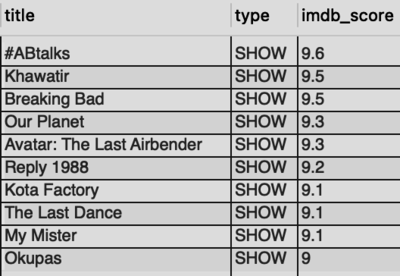 title type imdb_score
#ABtalks SHOW 9.6
Khawatir SHOW 9.5
Breaking Bad SHOW 9.5
Our Planet SHOW 9.3
Avatar: The Last Airbender SHOW 9.3
Reply 1988 SHOW 9.2
Kota Factory SHOW 9.1
The Last Dance SHOW 9.1
My Mister SHOW 9.1
Okupas SHOW 9